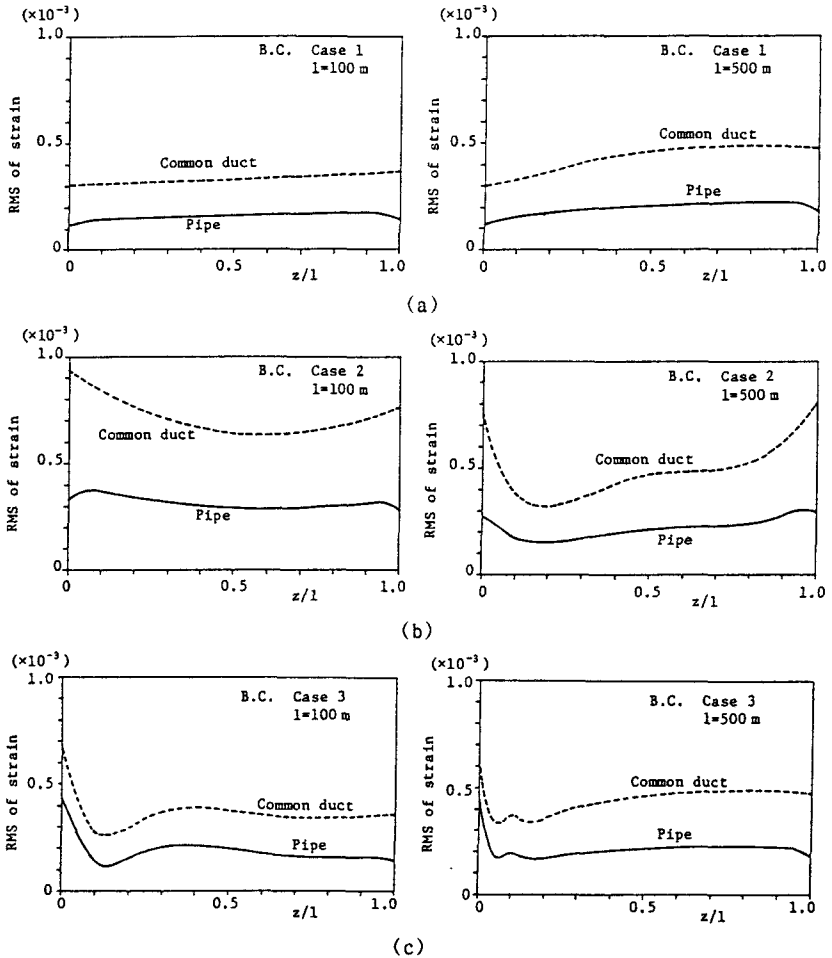 (×10⁻³)
1.0
B.C. Case 1
l=100 m
RMS of strain
0.5
Common duct
Pipe
0
0 0.5 1.0
z/l
(×10⁻³)
1.0
B.C. Case 1
l=500 m
RMS of strain
0.5
Common duct
Pipe
0
0 0.5 1.0
z/l
(a)
(×10⁻³)
1.0
B.C. Case 2
l=100 m
RMS of strain
Common duct
0.5
Pipe
0
0 0.5 1.0
z/l
(×10⁻³)
1.0
B.C. Case 2
l=500 m
RMS of strain
0.5
Common duct
Pipe
0
0 0.5 1.0
z/l
(b)
(×10⁻³)
1.0
B.C. Case 3
l=100 m
RMS of strain
0.5
Common duct
Pipe
0
0 0.5 1.0
z/l
(×10⁻³)
1.0
B.C. Case 3
l=500 m
RMS of strain
0.5
Common duct
Pipe
0
0 0.5 1.0
z/l
(c)